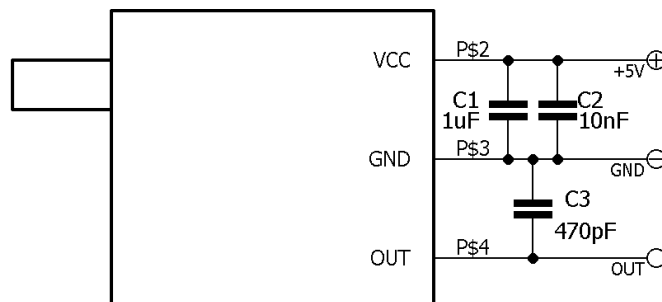 VCC P$2 +5V
C1 C2
1uF 10nF
GND P$3 GND
C3
470pF
OUT P$4 OUT